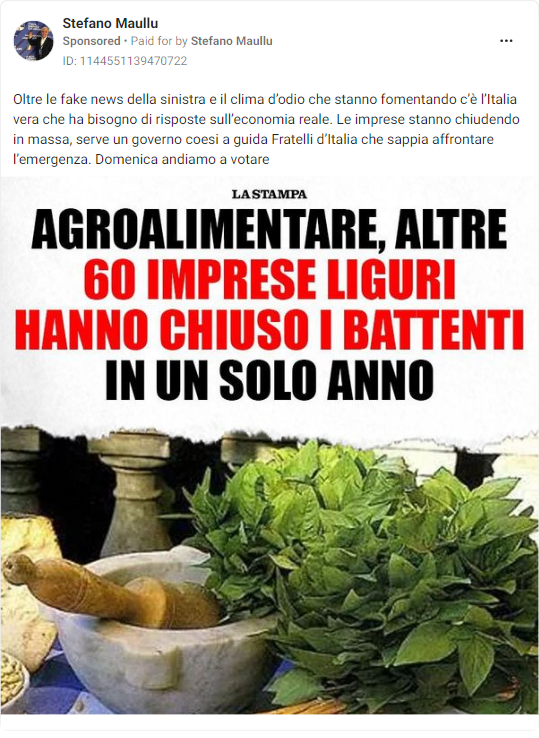 Stefano Maullu
Sponsored • Paid for by Stefano Maullu
ID: 1144551139470722
Oltre le fake news della sinistra e il clima d'odio che stanno fomentando c'è l'Italia
vera che ha bisogno di risposte sull'economia reale. Le imprese stanno chiudendo
in massa, serve un governo coesi a guida Fratelli d'Italia che sappia affrontare
l'emergenza. Domenica andiamo a votare
LA STAMPA
AGROALIMENTARE, ALTRE
60 IMPRESE LIGURI
HANNO CHIUSO I BATTENTI
IN UN SOLO ANNO